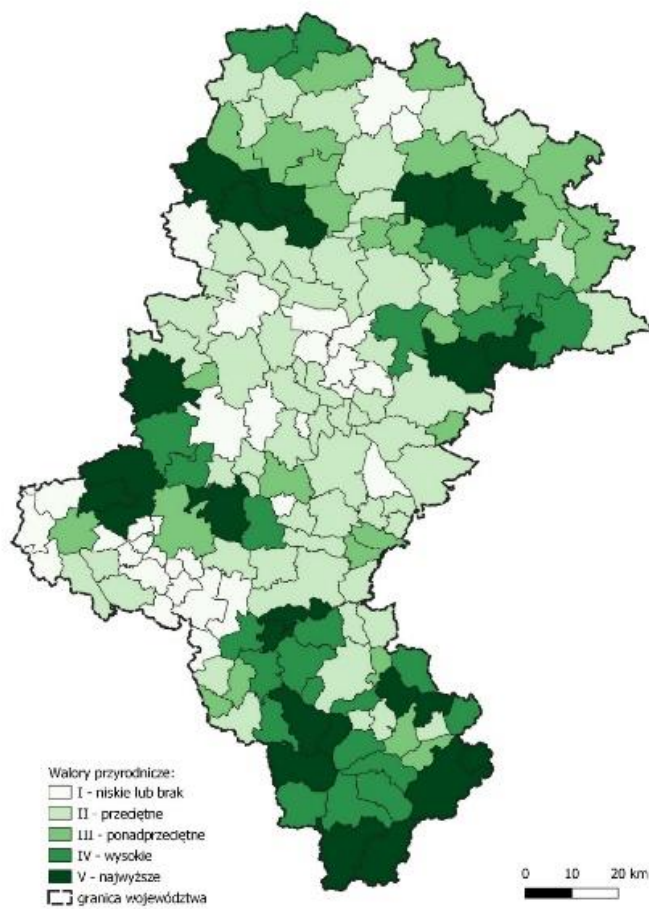 Walory przyrodnicze:
I - niskie lub brak
II - przeciętne
III - ponadprzeciętne
IV - wysokie
V - najwyższe
granica województwa
0 10 20 km